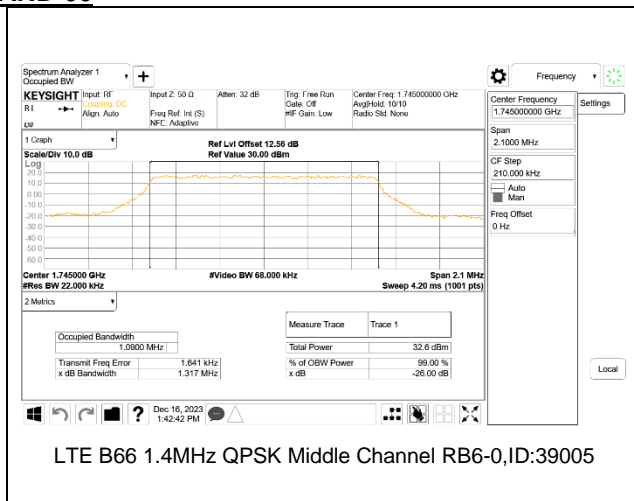 Spectrum Analyzer 1
Occupied BW
Frequency
KEYSIGHT
Input: RF
Coupling: DC
Align: Auto
Input Z: 50 Ω
Freq Ref: Int (S)
NFE: Adaptive
Atten: 32 dB
Trig: Free Run
Gate: Off
#IF Gain: Low
Center Freq: 1.745000000 GHz
Avg|Hold: 10/10
Radio Std: None
Center Frequency
1.745000000 GHz
Settings
Span
2.1000 MHz
CF Step
210.000 kHz
Auto
Man
Freq Offset
0 Hz
1 Graph
Scale/Div 10.0 dB
Ref Lvl Offset 12.56 dB
Ref Value 30.00 dBm
Log
20.0
10.0
0.00
-10.0
-20.0
-30.0
-40.0
-50.0
-60.0
Center 1.745000 GHz
#Video BW 68.000 kHz
Span 2.1 MHz
#Res BW 22.000 kHz
Sweep 4.20 ms (1001 pts)
2 Metrics
Measure Trace Trace 1
Occupied Bandwidth
1.0900 MHz
Total Power 32.6 dBm
Transmit Freq Error 1.641 kHz
% of OBW Power 99.00 %
x dB Bandwidth 1.317 MHz
x dB -26.00 dB
Local
Dec 16, 2023
1:42:42 PM
LTE B66 1.4MHz QPSK Middle Channel RB6-0,ID:39005